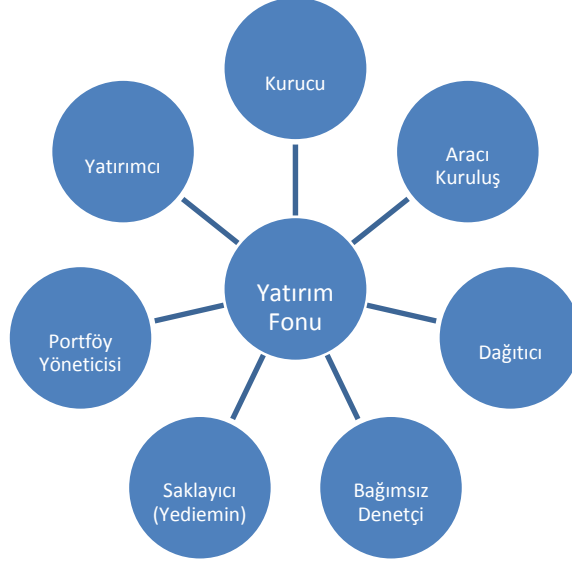 Kurucu
Aracı
Kuruluş
Dağıtıcı
Bağımsız
Denetçi
Saklayıcı
(Yediemin)
Portföy
Yöneticisi
Yatırımcı
Yatırım
Fonu